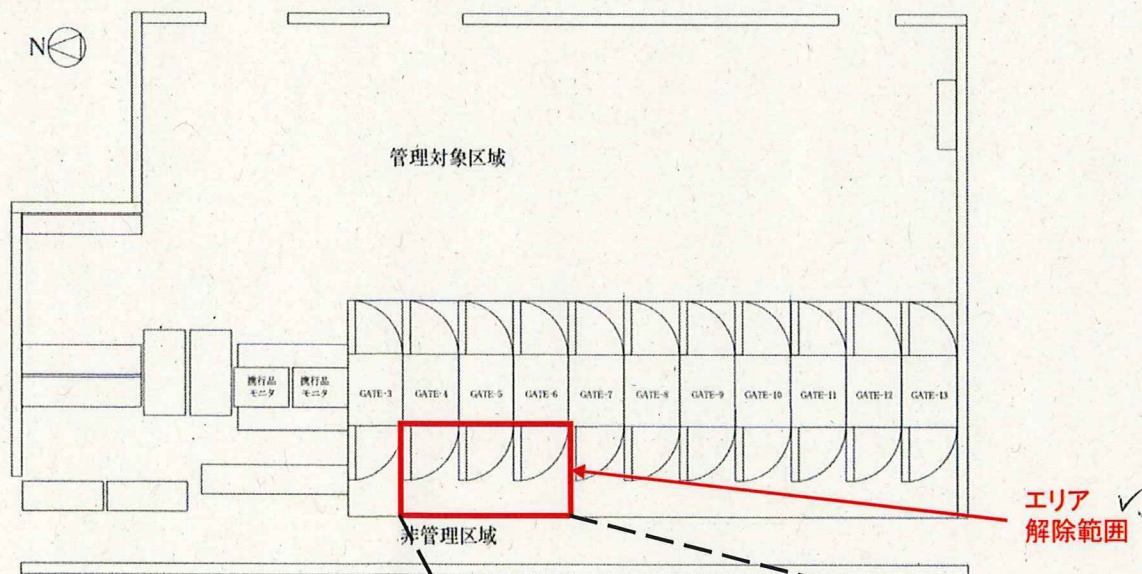 N
管理対象区域
携行品
モニタ
携行品
モニタ
GATE-3
GATE-4
GATE-5
GATE-6
GATE-7
GATE-8
GATE-9
GATE-10
GATE-11
GATE-12
GATE-13
非管理区域
エリア
解除範囲